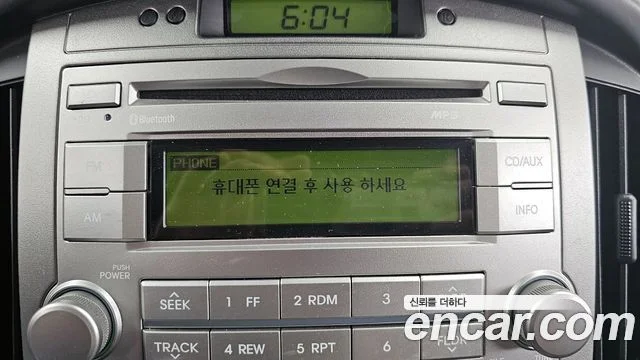 6:04
Bluetooth MP3
FM
PHONE
휴대폰 연결 후 사용 하세요
CD/AUX
AM
INFO
PUSH
POWER
SEEK
1 FF
2 RDM
3
TRACK
4 REW
5 RPT
6
FLDR
신뢰를 더하다
encar.com